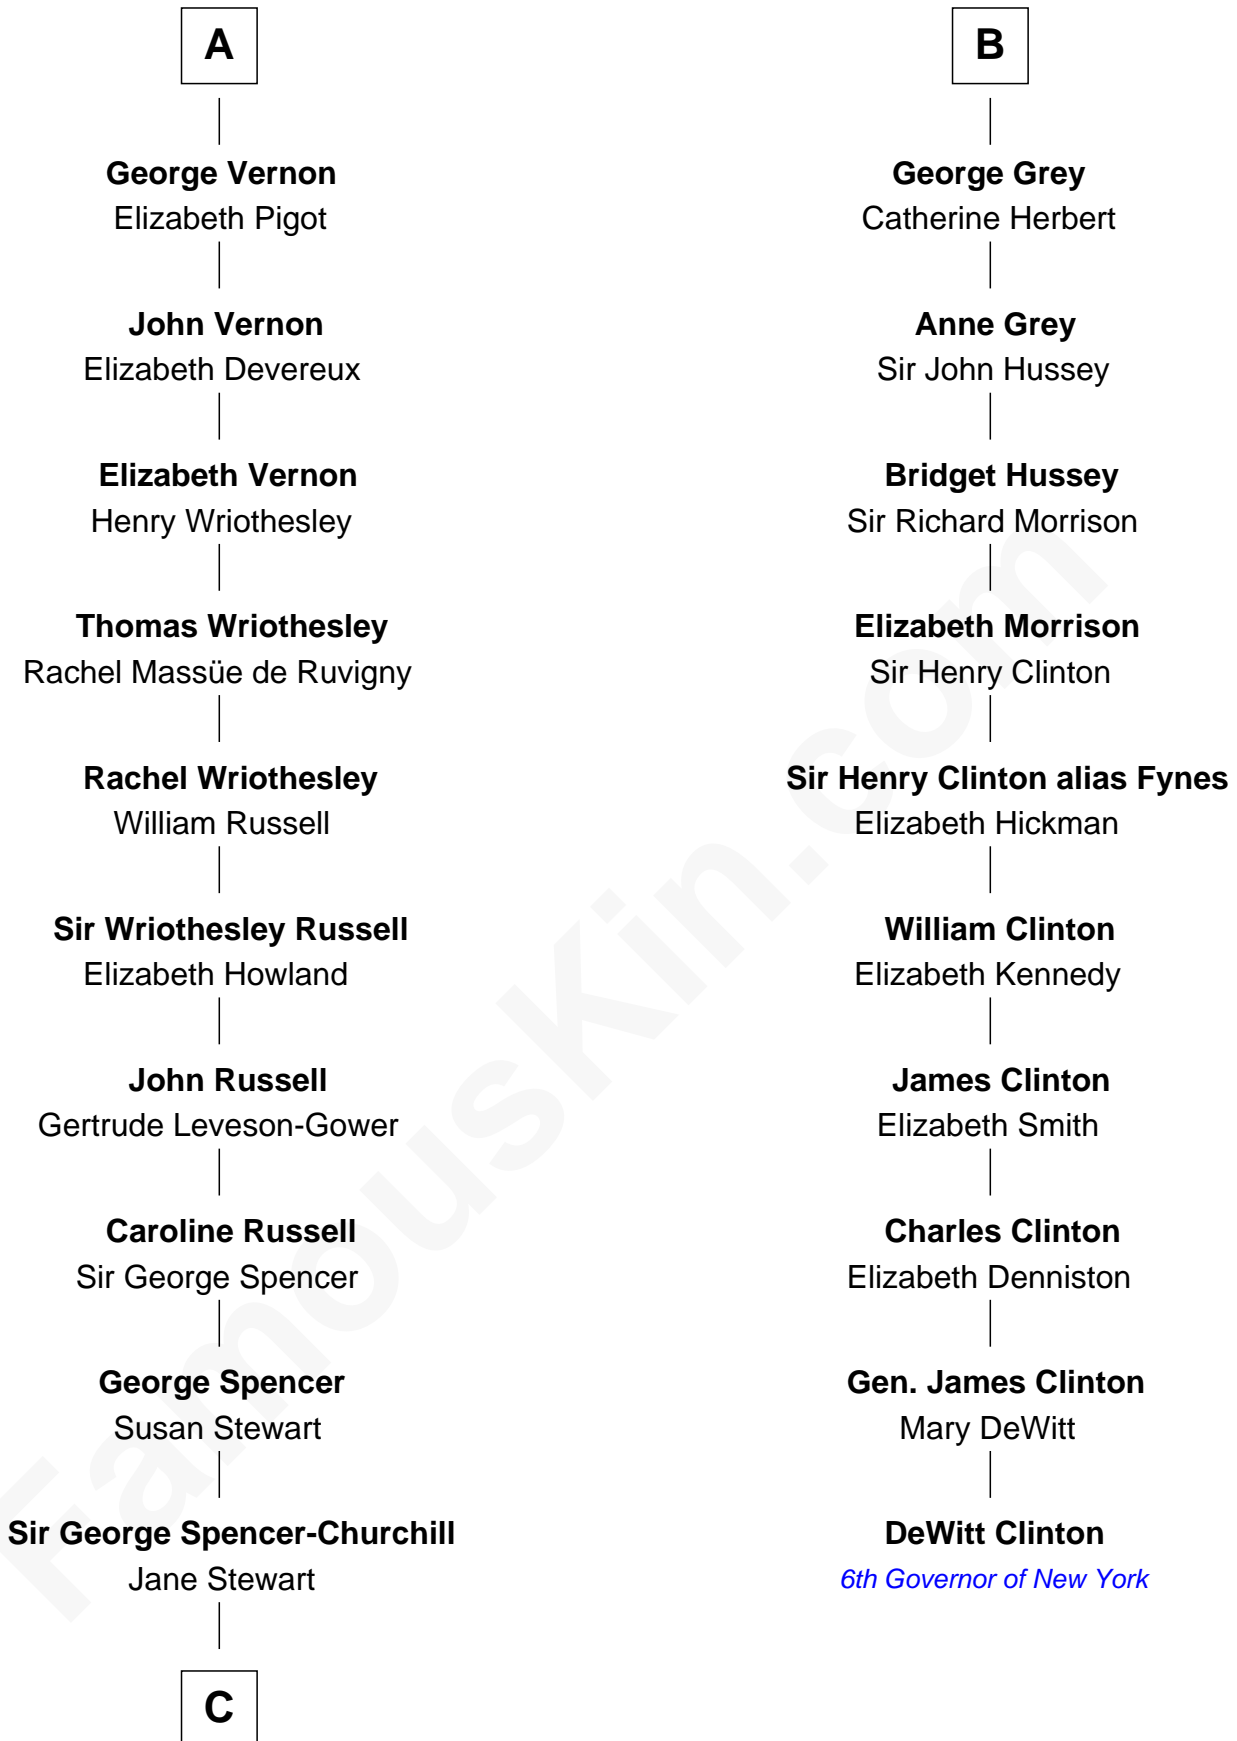 A
George Vernon
Elizabeth Pigot
John Vernon
Elizabeth Devereux
Elizabeth Vernon
Henry Wriothesley
Thomas Wriothesley
Rachel Massüe de Ruvigny
Rachel Wriothesley
William Russell
Sir Wriothesley Russell
Elizabeth Howland
John Russell
Gertrude Leveson-Gower
Caroline Russell
Sir George Spencer
George Spencer
Susan Stewart
Sir George Spencer-Churchill
Jane Stewart
C
B
George Grey
Catherine Herbert
Anne Grey
Sir John Hussey
Bridget Hussey
Sir Richard Morrison
Elizabeth Morrison
Sir Henry Clinton
Sir Henry Clinton alias Fynes
Elizabeth Hickman
William Clinton
Elizabeth Kennedy
James Clinton
Elizabeth Smith
Charles Clinton
Elizabeth Denniston
Gen. James Clinton
Mary DeWitt
DeWitt Clinton
6th Governor of New York
FamousKin.com